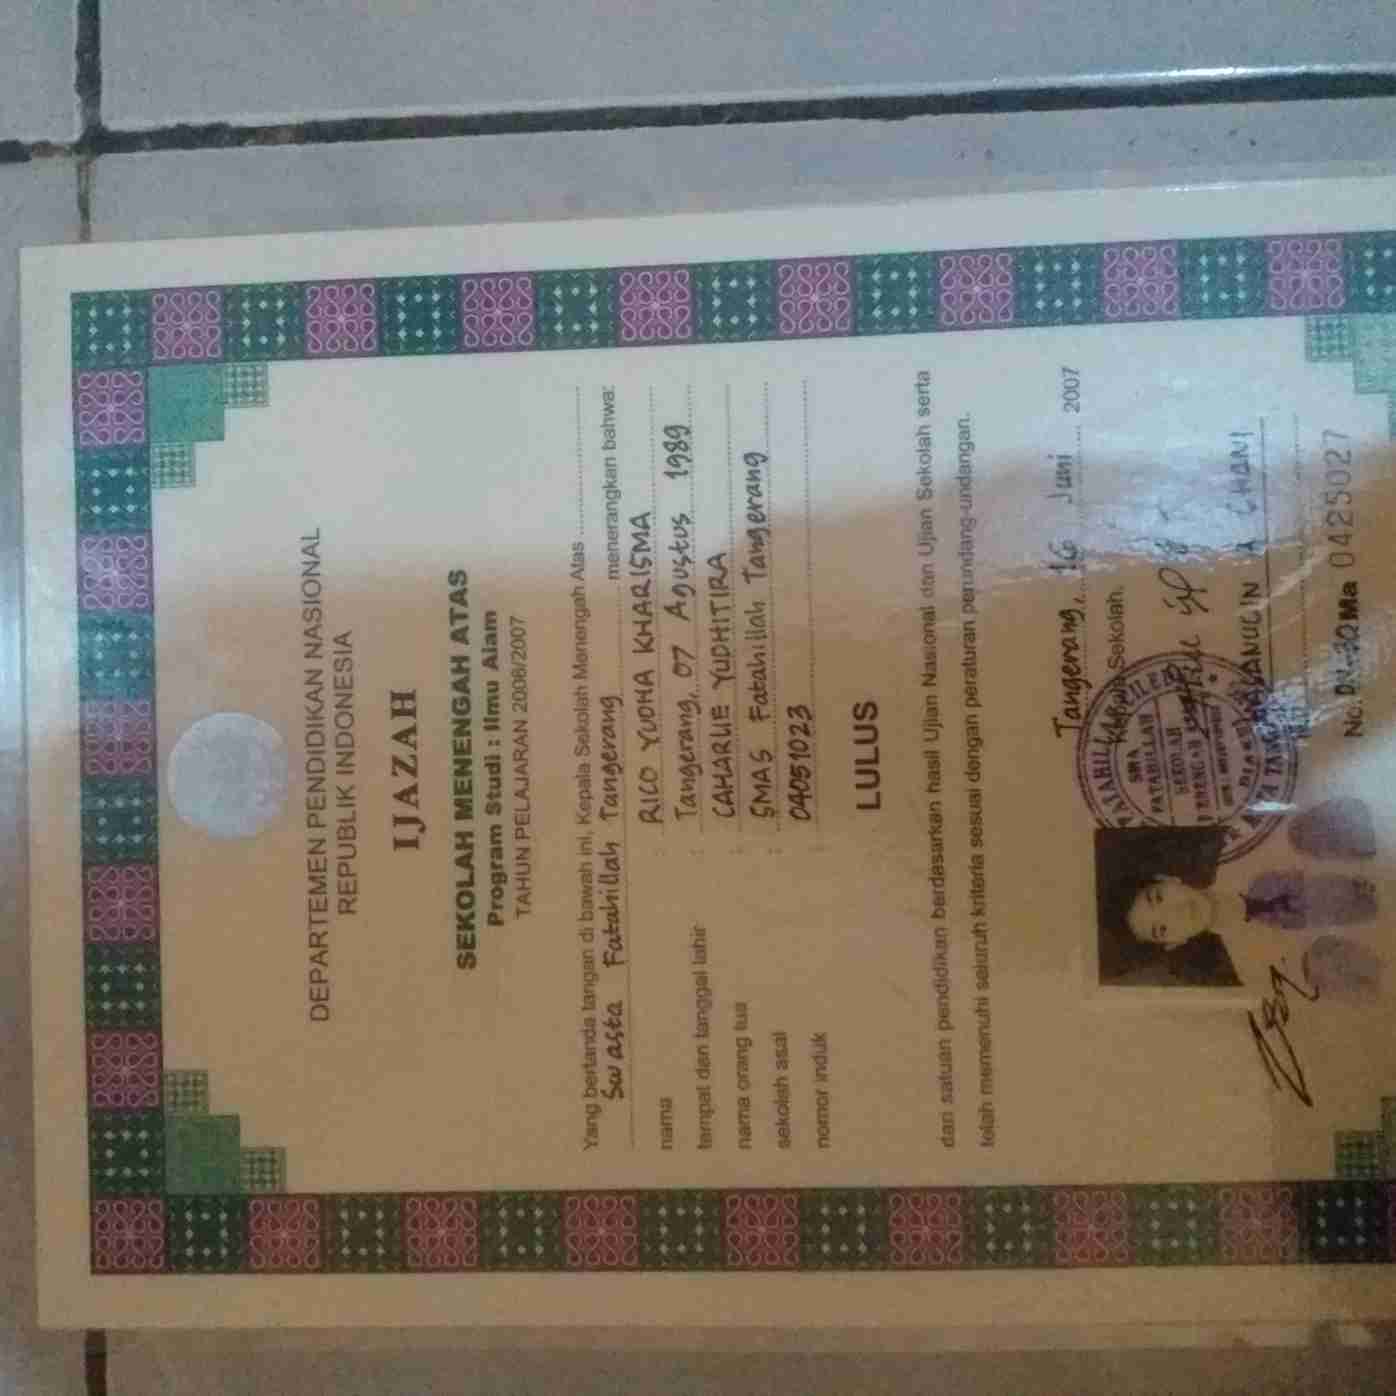 DEPARTEMEN PENDIDIKAN NASIONAL
REPUBLIK INDONESIA
IJAZAH
SEKOLAH MENENGAH ATAS
Program Studi : Ilmu Alam
TAHUN PELAJARAN 2006/2007
Yang bertanda tangan di bawah ini, Kepala Sekolah Menengah Atas
Swasta Fatahillah Tangerang menerangkan bahwa:
nama : RICO YUDHA KHARISMA
tempat dan tanggal lahir : Tangerang, 07 Agustus 1989
nama orang tua : CAHARLIE YUDHITIRA
sekolah asal : SMAS Fatahillah Tangerang
nomor induk : 04051023
LULUS
dari satuan pendidikan berdasarkan hasil Ujian Nasional dan Ujian Sekolah serta
telah memenuhi seluruh kriteria sesuai dengan peraturan perundang-undangan.
Tangerang, 16 Juni 2007
Sekolah,
SMA
FATAHILLAH
SEKOLAH
No. Ma 0425027